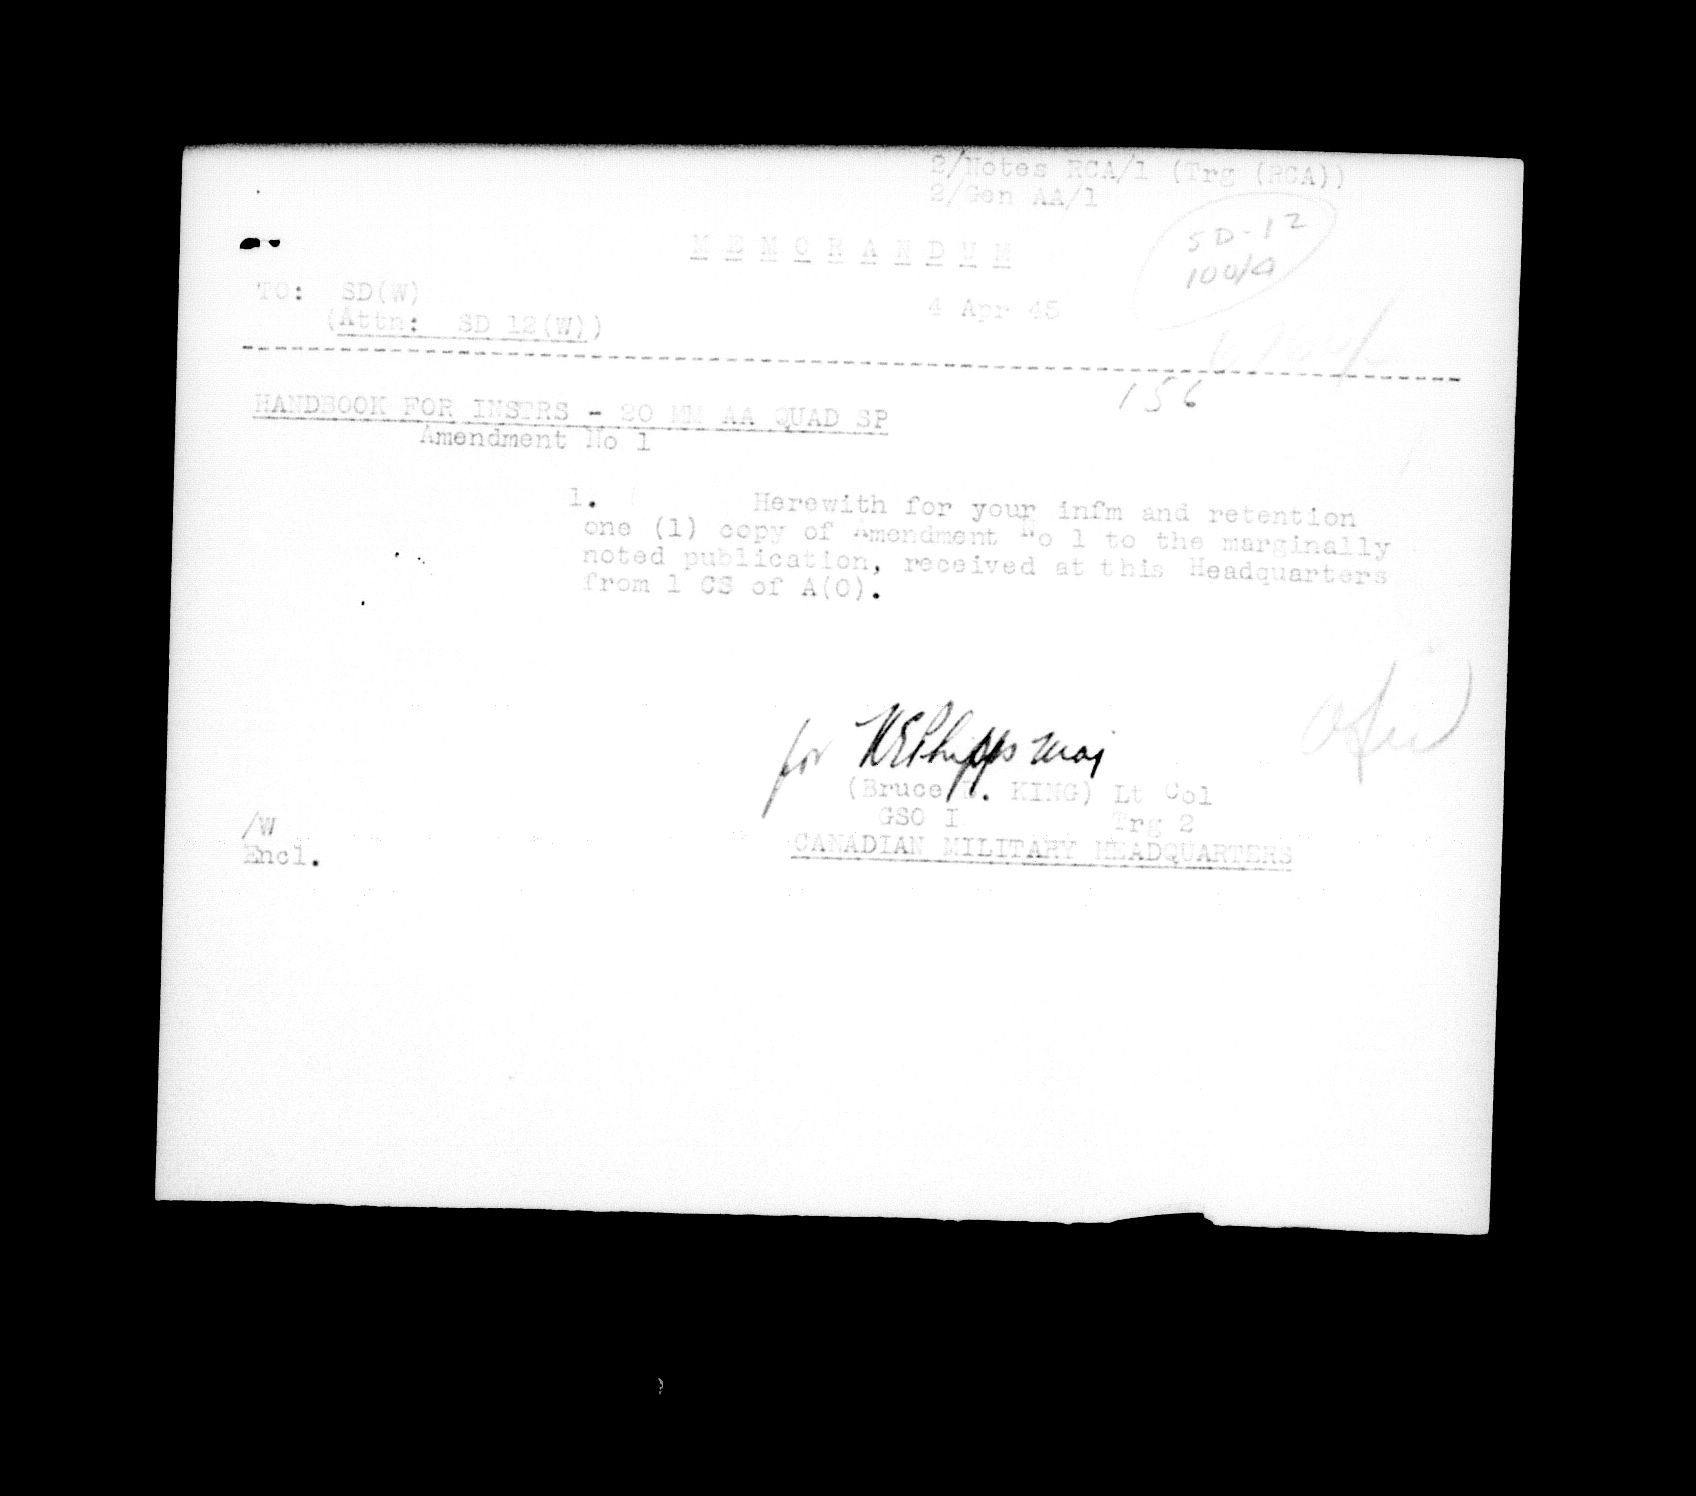 2/Notes RCA/1 (Trg (RCA))
2/Gen AA/1
SD-12
100/9
MEMORANDUM
TO: SD(W)
4 Apr 45
(Attn: SD 12(W))
156
HANDBOOK FOR INSTRS - 20 MM AA QUAD SP
Amendment No 1
1. Herewith for your infm and retention
one (1) copy of Amendment No 1 to the marginally
noted publication, received at this Headquarters
from 1 CS of A(O).
for Phipps Maj
(Bruce KING) Lt Col
GSO I Trg 2
/W
CANADIAN MILITARY HEADQUARTERS
Encl.